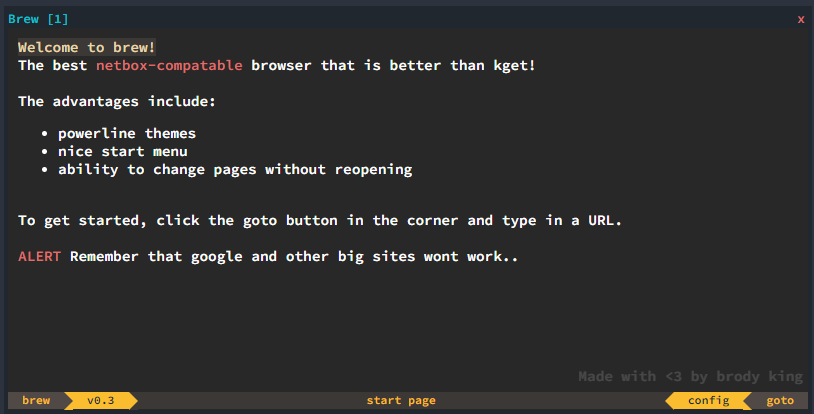 Brew [1] x
Welcome to brew!
The best netbox-compatable browser that is better than kget!
The advantages include:
• powerline themes
• nice start menu
• ability to change pages without reopening
To get started, click the goto button in the corner and type in a URL.
ALERT Remember that google and other big sites wont work..
Made with <3 by brody king
brew v0.3 start page config goto